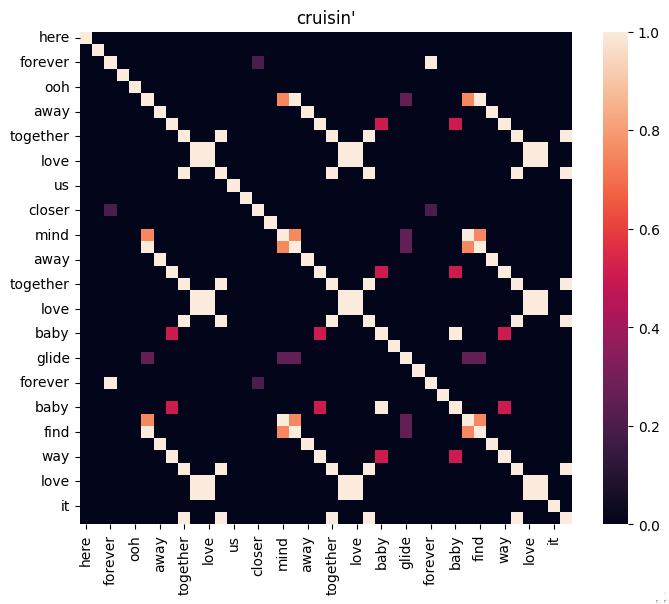 cruisin'
here
forever
ooh
away
together
love
us
closer
mind
away
together
love
baby
glide
forever
baby
find
way
love
it
1.0
0.8
0.6
0.4
0.2
0.0
here
forever
ooh
away
together
love
us
closer
mind
away
together
love
baby
glide
forever
baby
find
way
love
it